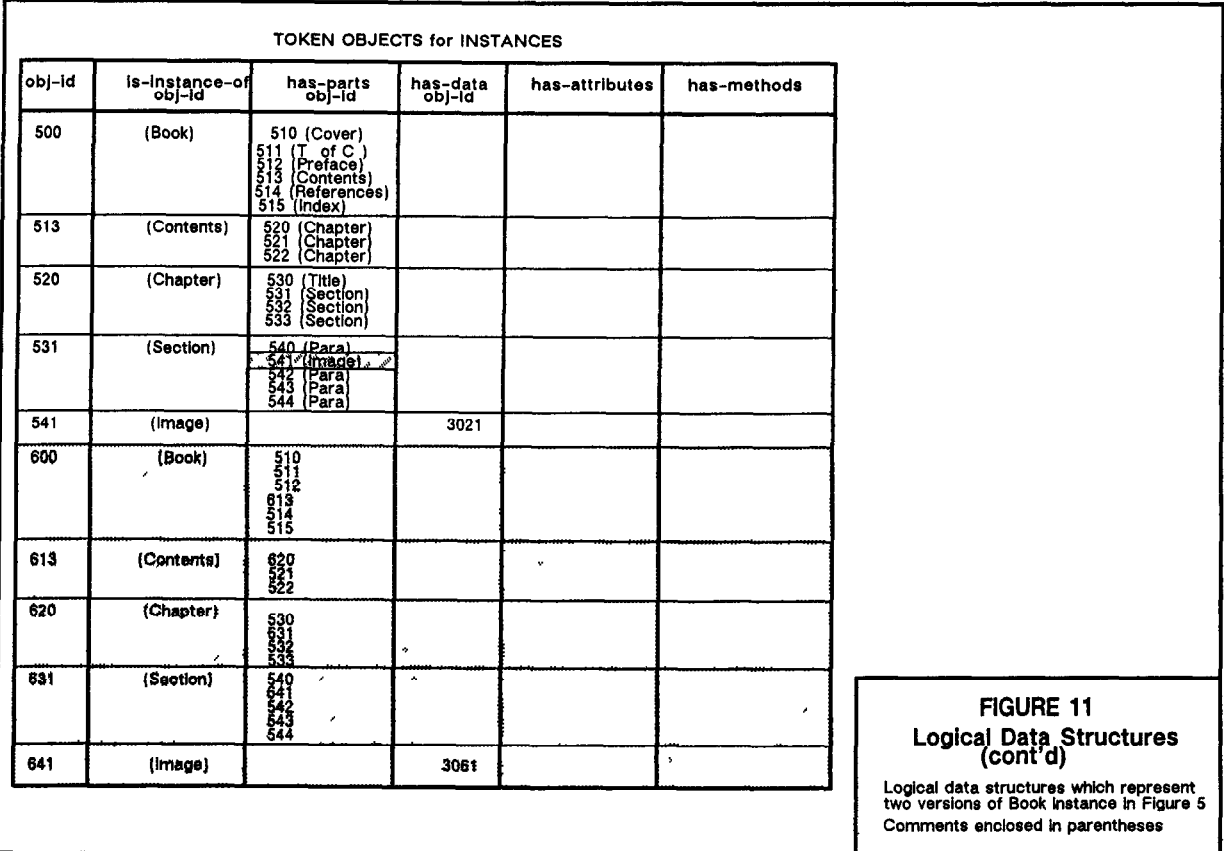 TOKEN OBJECTS for INSTANCES
obj-id is-instance-of obj-id has-parts obj-id has-data obj-id has-attributes has-methods
500 (Book) 510 (Cover)
511 (T of C )
512 (Preface)
513 (Contents)
514 (References)
515 (Index)
513 (Contents) 520 (Chapter)
521 (Chapter)
522 (Chapter)
520 (Chapter) 530 (Title)
531 (Section)
532 (Section)
533 (Section)
531 (Section) 540 (Para)
541 (Image)
542 (Para)
543 (Para)
544 (Para)
541 (Image) 3021
600 (Book) 510
511
512
613
514
515
613 (Contents) 620
521
522
620 (Chapter) 530
631
532
533
631 (Section) 540
641
542
543
544
641 (Image) 3061
FIGURE 11
Logical Data Structures
(cont'd)
Logical data structures which represent
two versions of Book Instance in Figure 5
Comments enclosed in parentheses